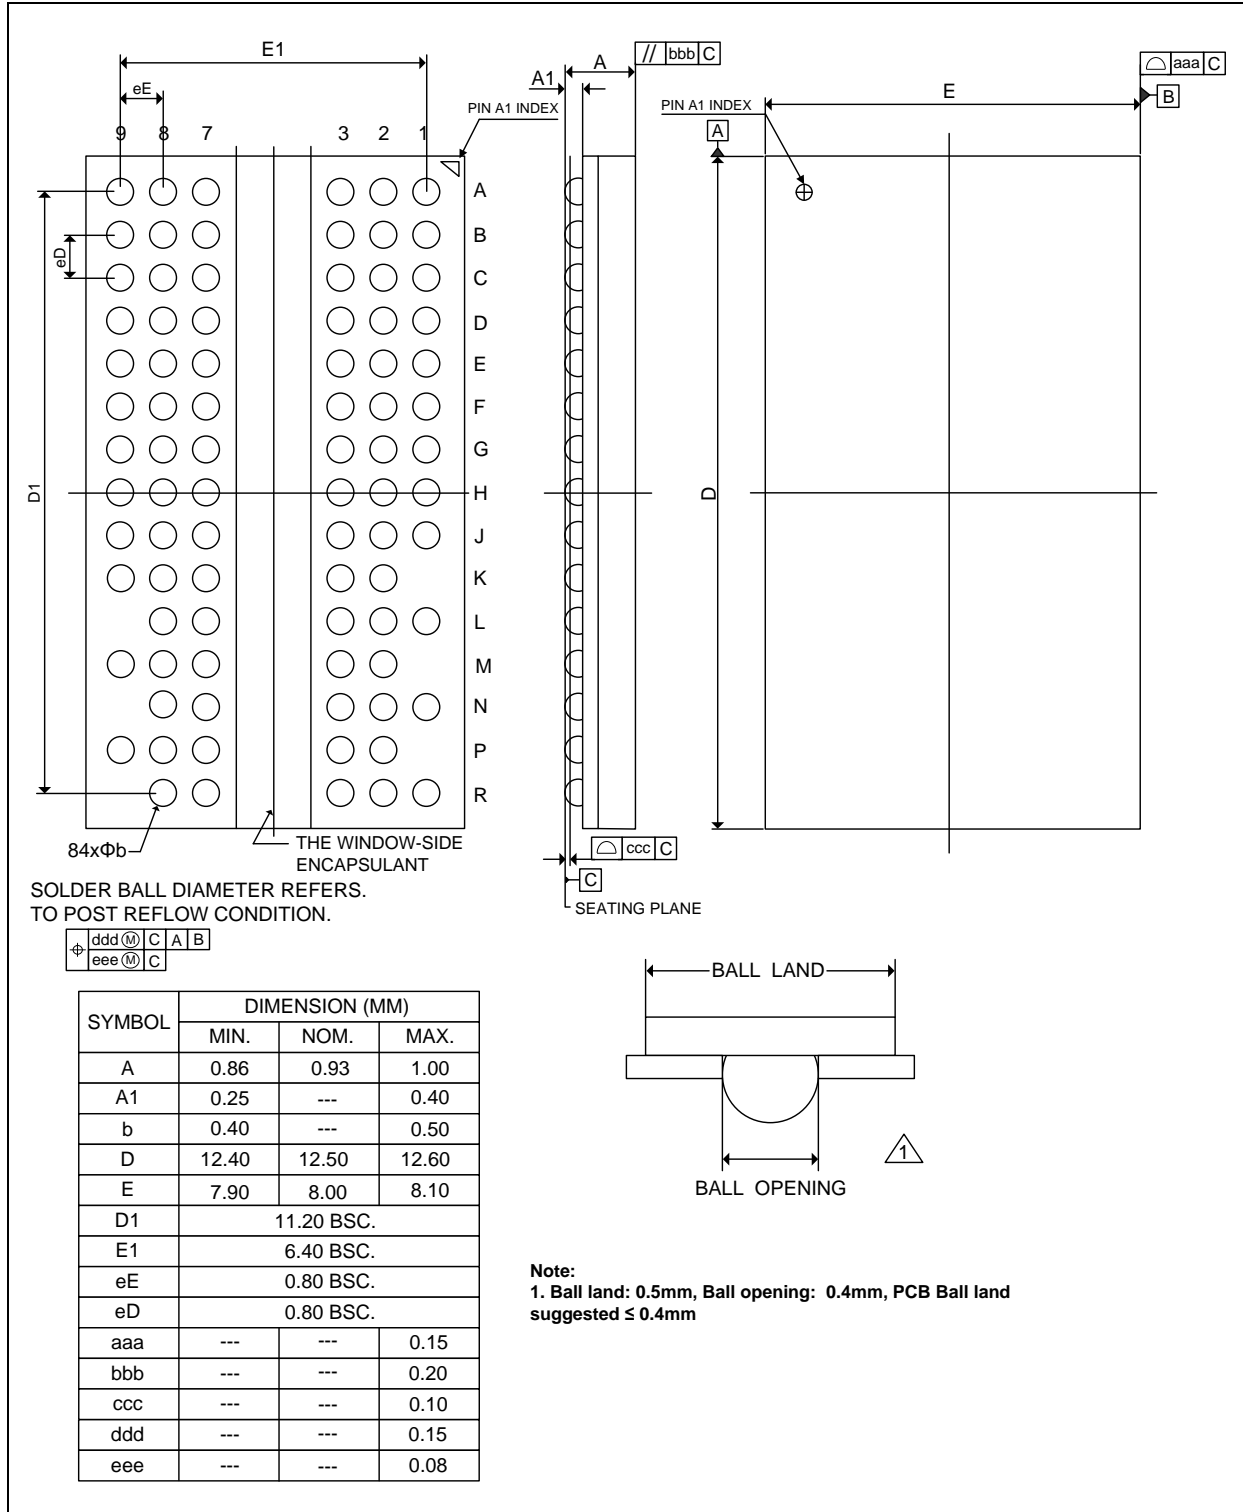 E1
A
// bbb C
⌓ aaa C
eE
A1
PIN A1 INDEX
PIN A1 INDEX
E
B
A
9 8 7 3 2 1
A
B
eD
C
D
E
F
G
D1
H
D
J
K
L
M
N
P
R
84xΦb
THE WINDOW-SIDE
ENCAPSULANT
⌓ ccc C
C
SEATING PLANE
SOLDER BALL DIAMETER REFERS.
TO POST REFLOW CONDITION.
⌖ ddd Ⓜ C A B
eee Ⓜ C
BALL LAND
BALL OPENING
1
SYMBOL DIMENSION (MM)
MIN. NOM. MAX.
A 0.86 0.93 1.00
A1 0.25 --- 0.40
b 0.40 --- 0.50
D 12.40 12.50 12.60
E 7.90 8.00 8.10
D1 11.20 BSC.
E1 6.40 BSC.
eE 0.80 BSC.
eD 0.80 BSC.
aaa --- --- 0.15
bbb --- --- 0.20
ccc --- --- 0.10
ddd --- --- 0.15
eee --- --- 0.08
Note:
1. Ball land: 0.5mm, Ball opening: 0.4mm, PCB Ball land
suggested ≤ 0.4mm